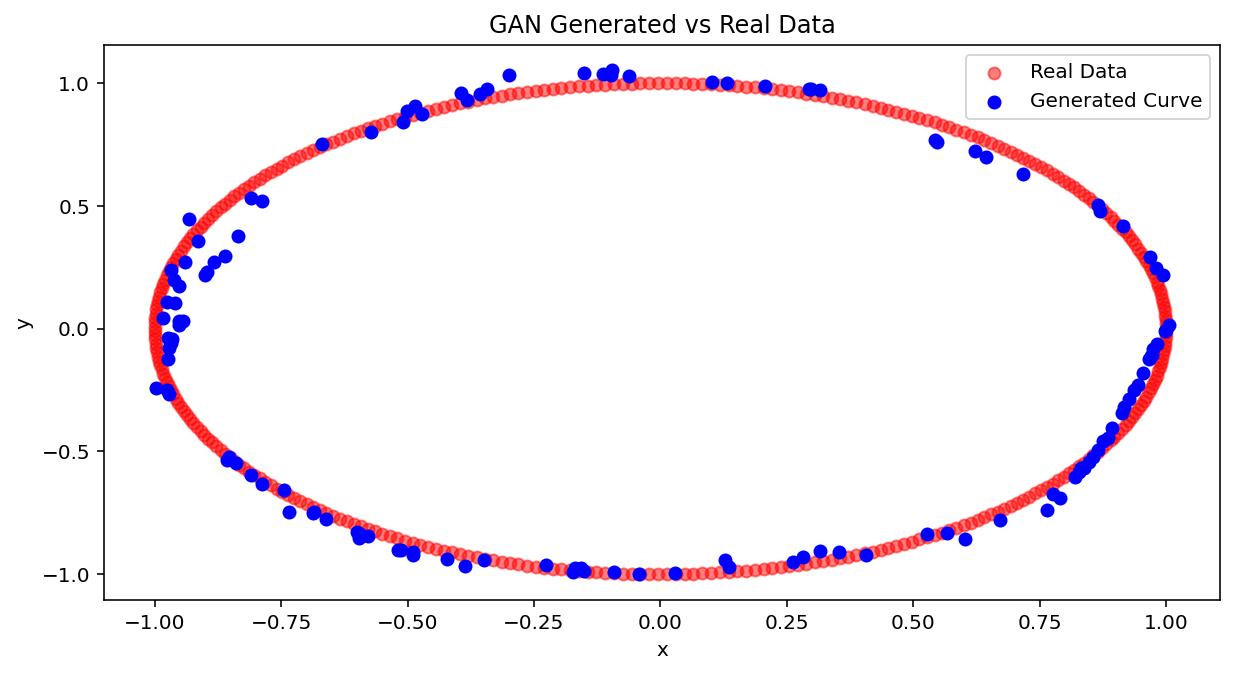 GAN Generated vs Real Data
Real Data
Generated Curve
1.0
0.5
0.0
−0.5
−1.0
y
−1.00 −0.75 −0.50 −0.25 0.00 0.25 0.50 0.75 1.00
x